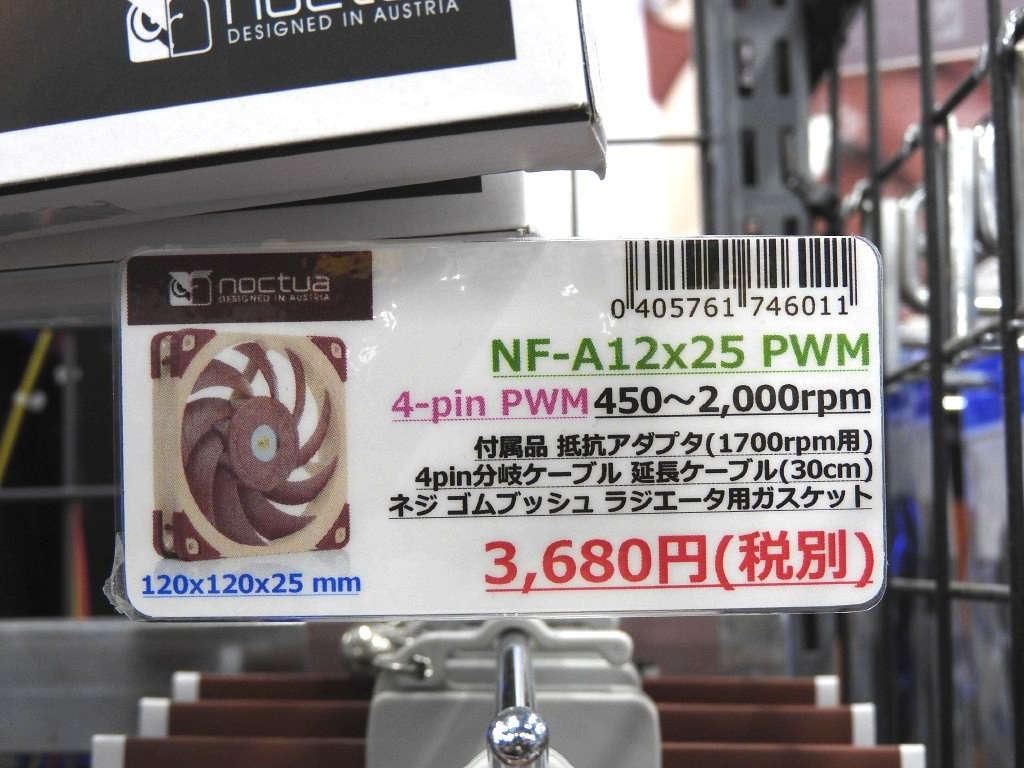 noctua
DESIGNED IN AUSTRIA
noctua
DESIGNED IN AUSTRIA
0 405761 746011
NF-A12x25 PWM
4-pin PWM 450～2,000rpm
付属品 抵抗アダプタ(1700rpm用)
4pin分岐ケーブル 延長ケーブル(30cm)
ネジ ゴムブッシュ ラジエータ用ガスケット
3,680円(税別)
120x120x25 mm